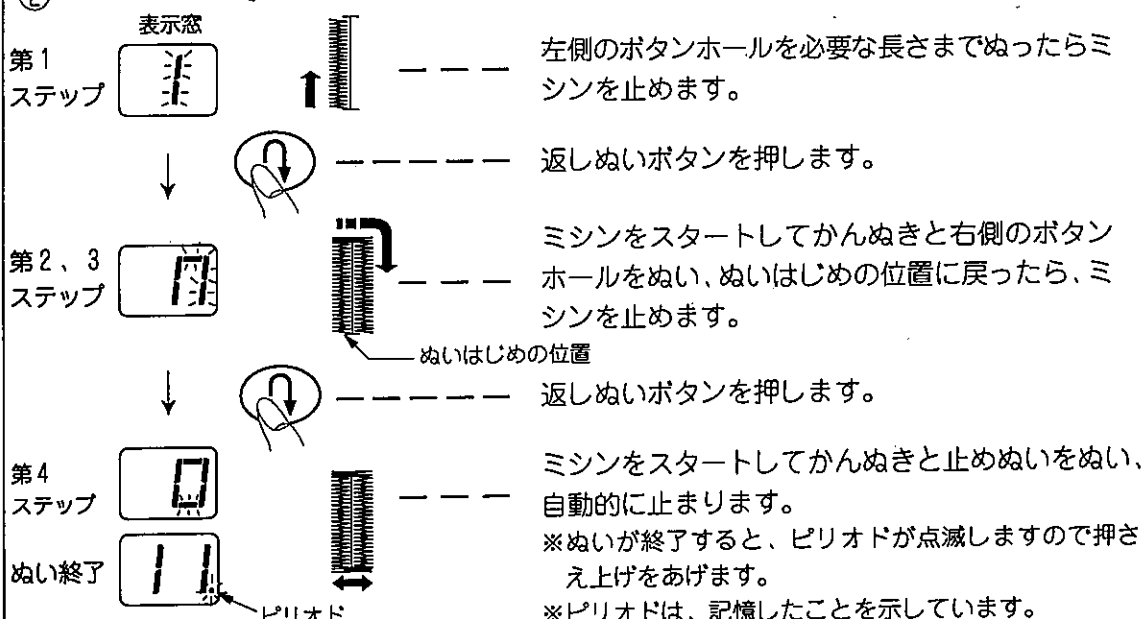 表示窓
第1
ステップ
左側のボタンホールを必要な長さまでぬったらミ
シンを止めます。
返しぬいボタンを押します。
第2、3
ステップ
ミシンをスタートしてかんぬきと右側のボタン
ホールをぬい、ぬいはじめの位置に戻ったら、ミ
シンを止めます。
ぬいはじめの位置
返しぬいボタンを押します。
第4
ステップ
ミシンをスタートしてかんぬきと止めぬいをぬい、
自動的に止まります。
※ぬいが終了すると、ピリオドが点滅しますので押さ
え上げをあげます。
ぬい終了
11.
ピリオド
※ピリオドは、記憶したことを示しています。